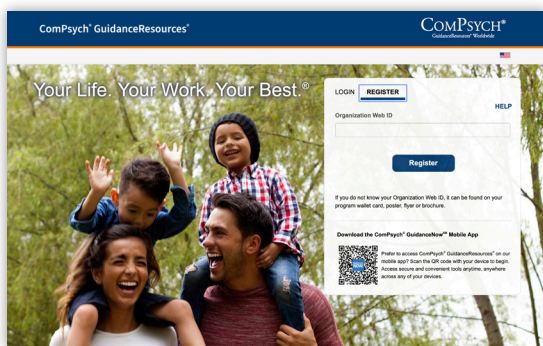 ComPsych® GuidanceResources®
COMPSYCH®
GuidanceResources® Worldwide
Your Life. Your Work. Your Best.®
LOGIN REGISTER
HELP
Organization Web ID
Register
If you do not know your Organization Web ID, it can be found on your
program wallet card, poster, flyer or brochure.
Download the ComPsych® GuidanceNow℠ Mobile App
Prefer to access ComPsych® GuidanceResources® on our
mobile app? Scan the QR code with your device to begin.
Access secure and convenient tools anytime, anywhere
across any of your devices.